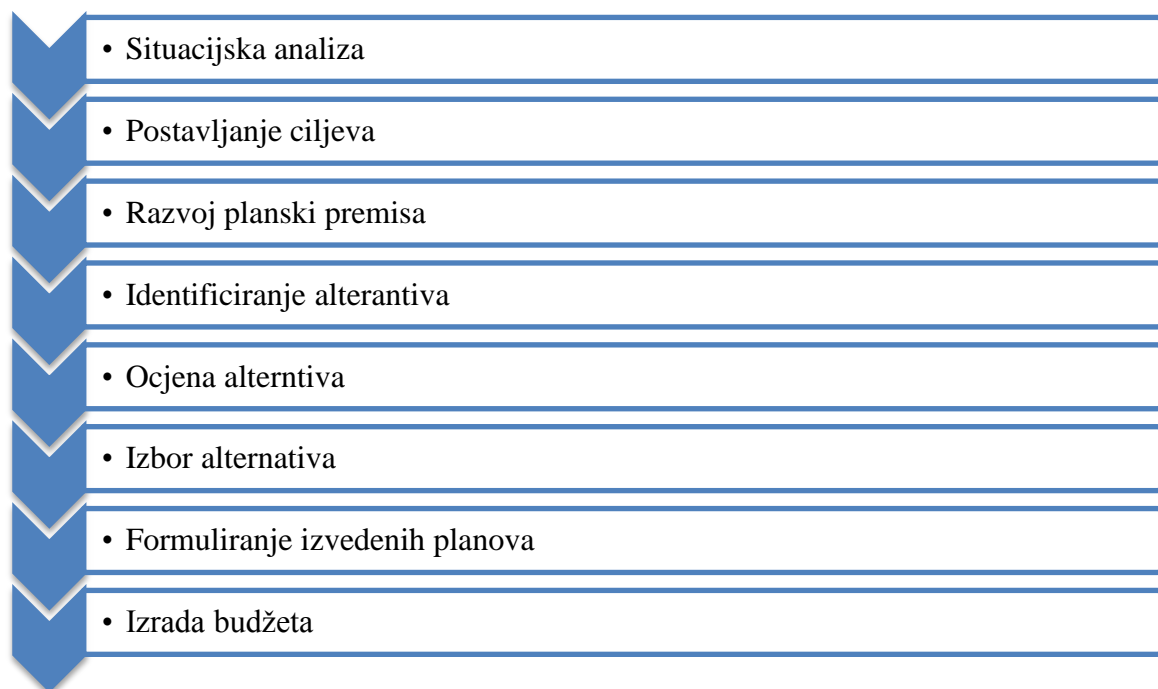 • Situacijska analiza
• Postavljanje ciljeva
• Razvoj planski premisa
• Identificiranje alterantiva
• Ocjena alterntiva
• Izbor alternativa
• Formuliranje izvedenih planova
• Izrada budžeta